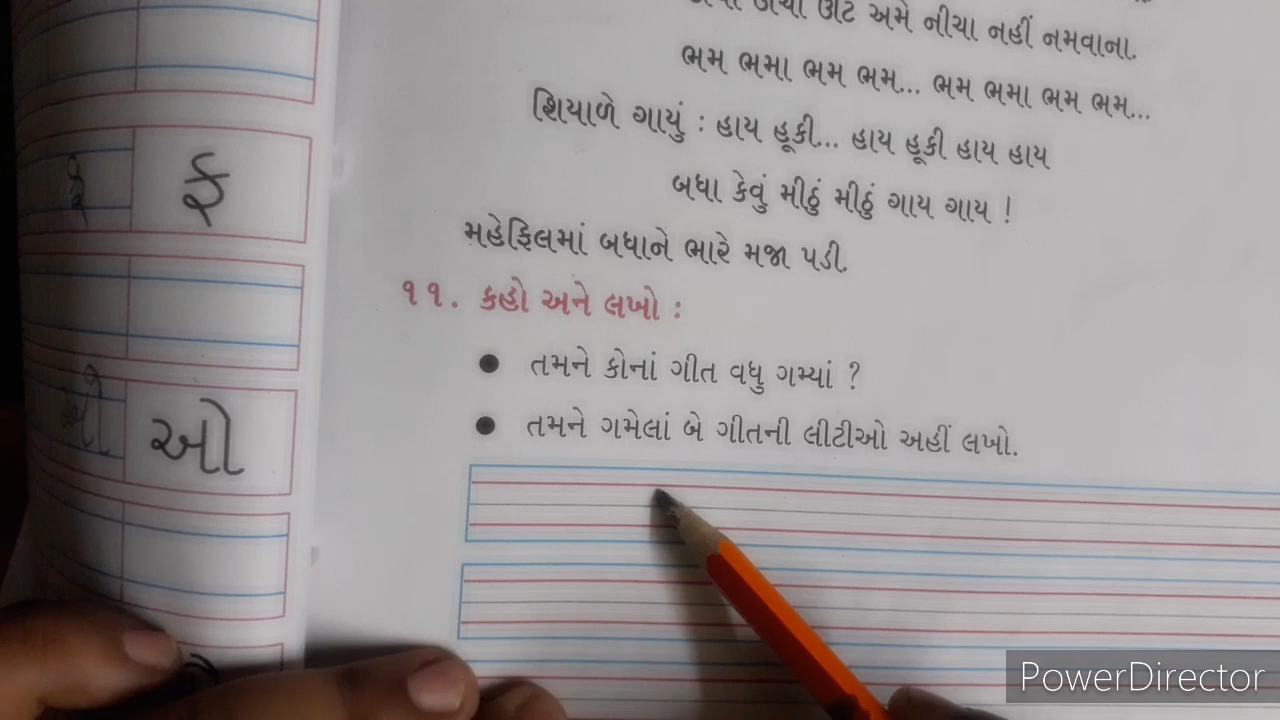 ઊંચા ઊંટ અમે નીચા નહીં નમવાના.
ભમ ભમા ભમ ભમ... ભમ ભમા ભમ ભમ...
શિયાળે ગાયું : હાય હૂકી... હાય હૂકી હાય હાય
બધા કેવું મીઠું મીઠું ગાય ગાય !
મહેફિલમાં બધાને ભારે મજા પડી.
૧૧. કહો અને લખો :
● તમને કોનાં ગીત વધુ ગમ્યાં ?
● તમને ગમેલાં બે ગીતની લીટીઓ અહીં લખો.
ફ
ઓ
PowerDirector